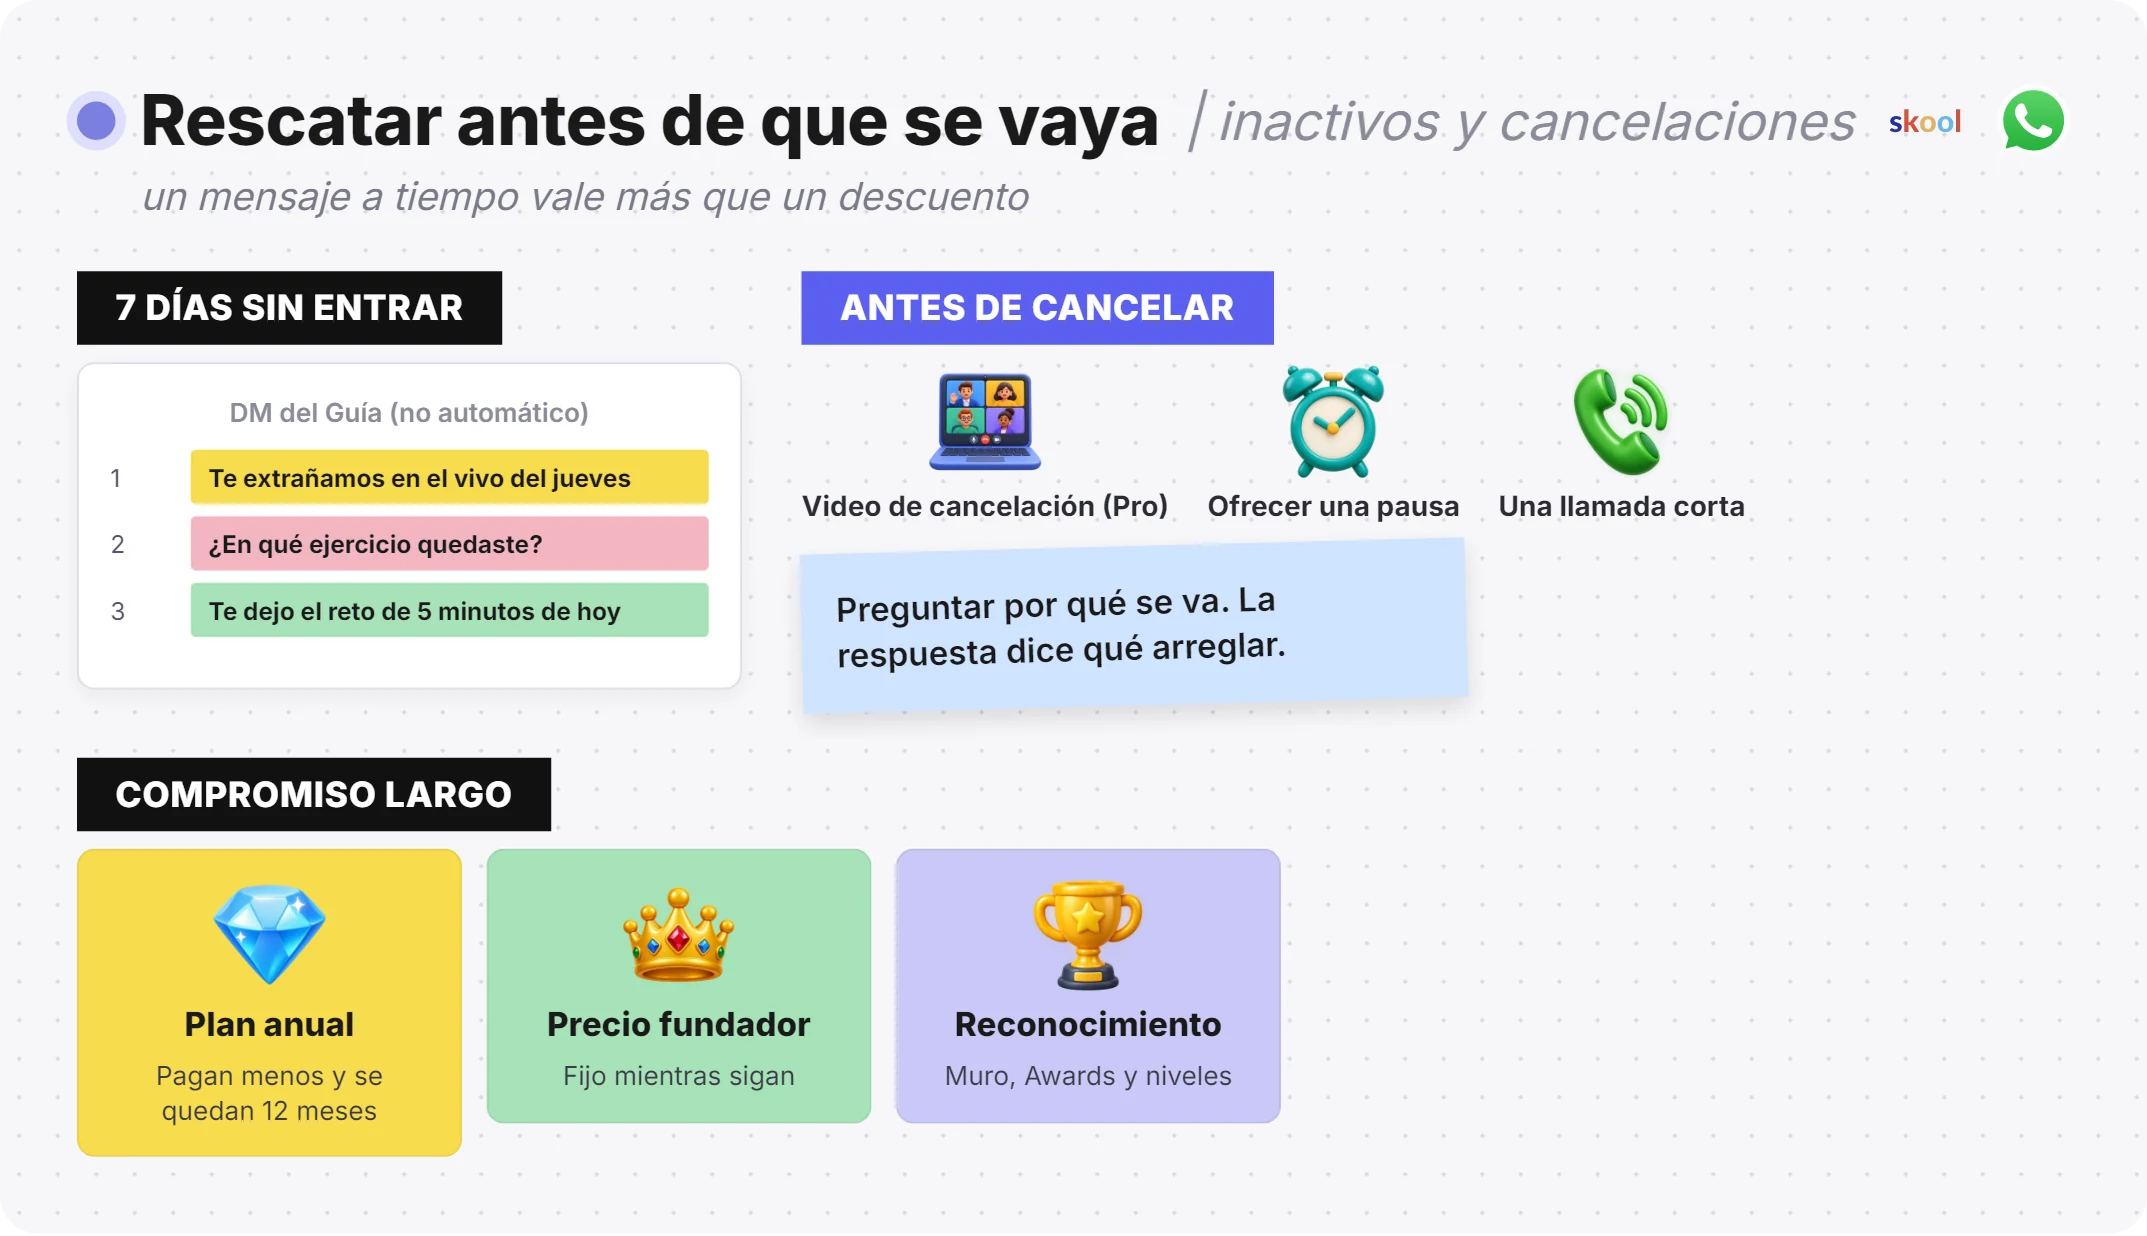 Rescatar antes de que se vaya | inactivos y cancelaciones skool
un mensaje a tiempo vale más que un descuento
7 DÍAS SIN ENTRAR
DM del Guía (no automático)
1 Te extrañamos en el vivo del jueves
2 ¿En qué ejercicio quedaste?
3 Te dejo el reto de 5 minutos de hoy
ANTES DE CANCELAR
Video de cancelación (Pro)
Ofrecer una pausa
Una llamada corta
Preguntar por qué se va. La
respuesta dice qué arreglar.
COMPROMISO LARGO
Plan anual
Pagan menos y se
quedan 12 meses
Precio fundador
Fijo mientras sigan
Reconocimiento
Muro, Awards y niveles